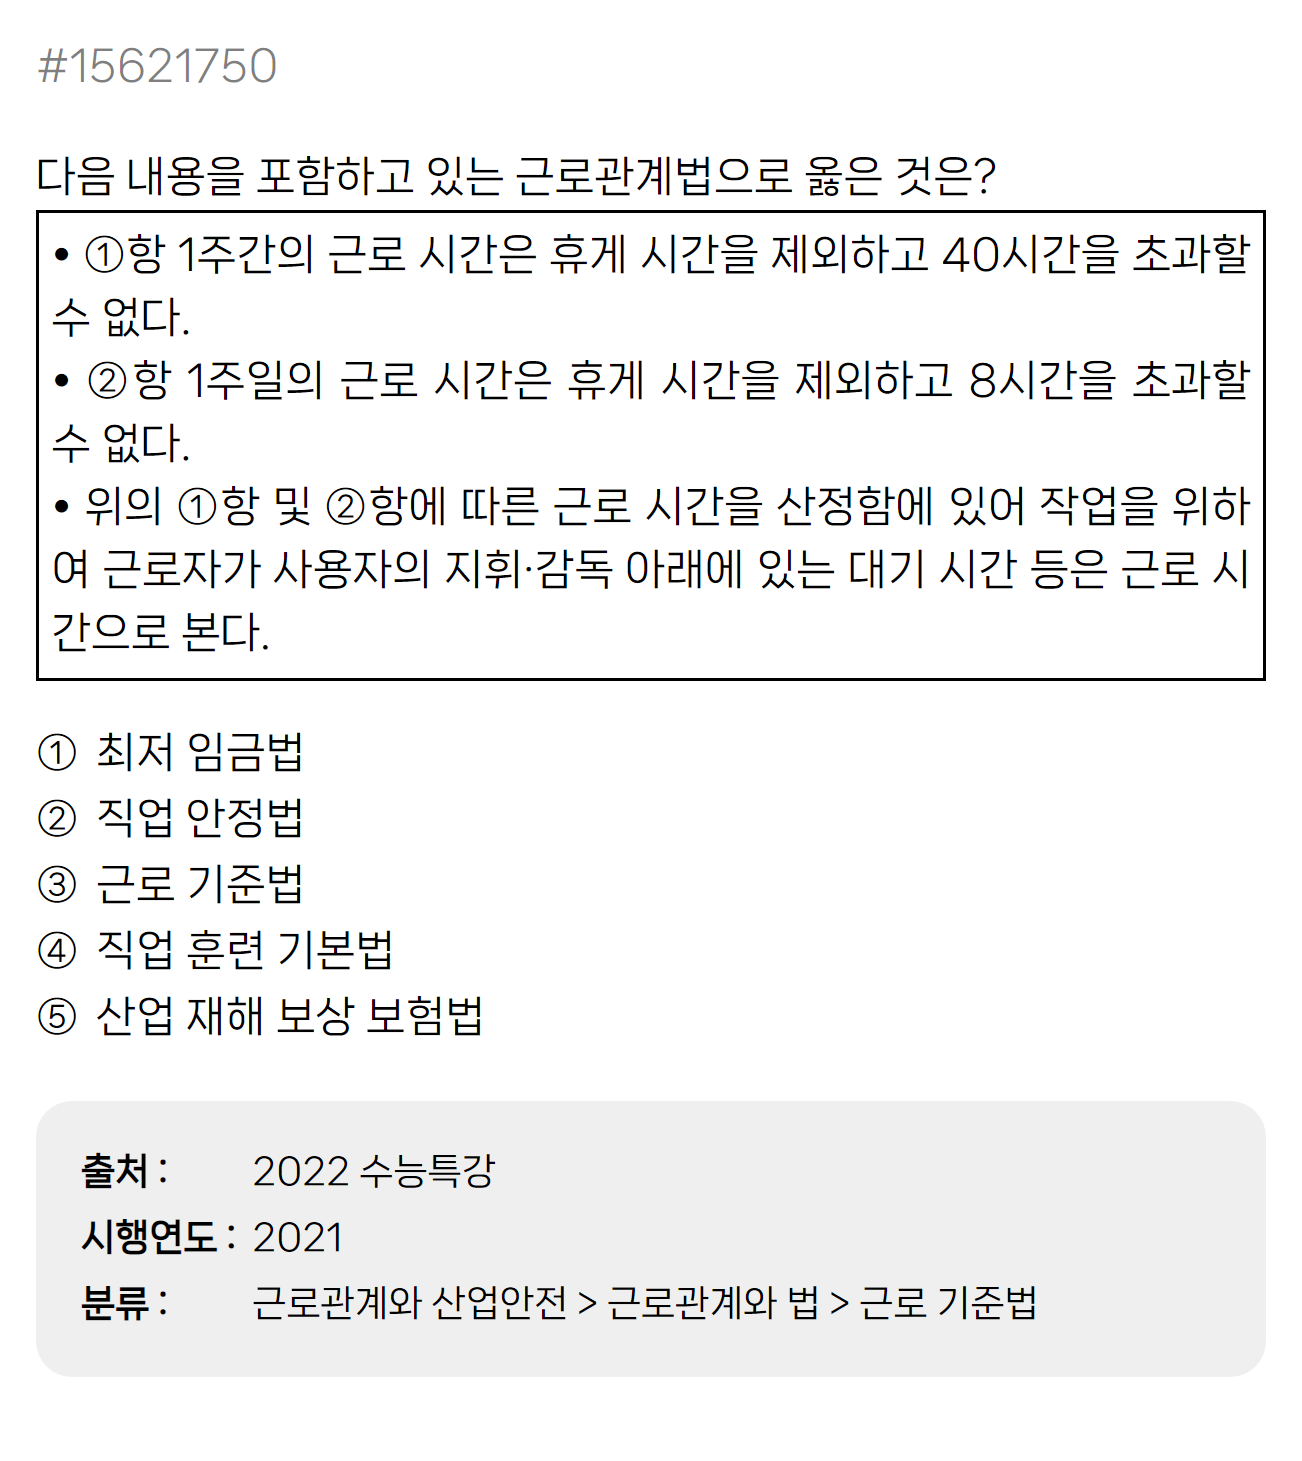 #15621750
다음 내용을 포함하고 있는 근로관계법으로 옳은 것은?
• ①항 1주간의 근로 시간은 휴게 시간을 제외하고 40시간을 초과할
수 없다.
• ②항 1주일의 근로 시간은 휴게 시간을 제외하고 8시간을 초과할
수 없다.
• 위의 ①항 및 ②항에 따른 근로 시간을 산정함에 있어 작업을 위하
여 근로자가 사용자의 지휘·감독 아래에 있는 대기 시간 등은 근로 시
간으로 본다.
① 최저 임금법
② 직업 안정법
③ 근로 기준법
④ 직업 훈련 기본법
⑤ 산업 재해 보상 보험법
출처 : 2022 수능특강
시행연도 : 2021
분류 : 근로관계와 산업안전 > 근로관계와 법 > 근로 기준법